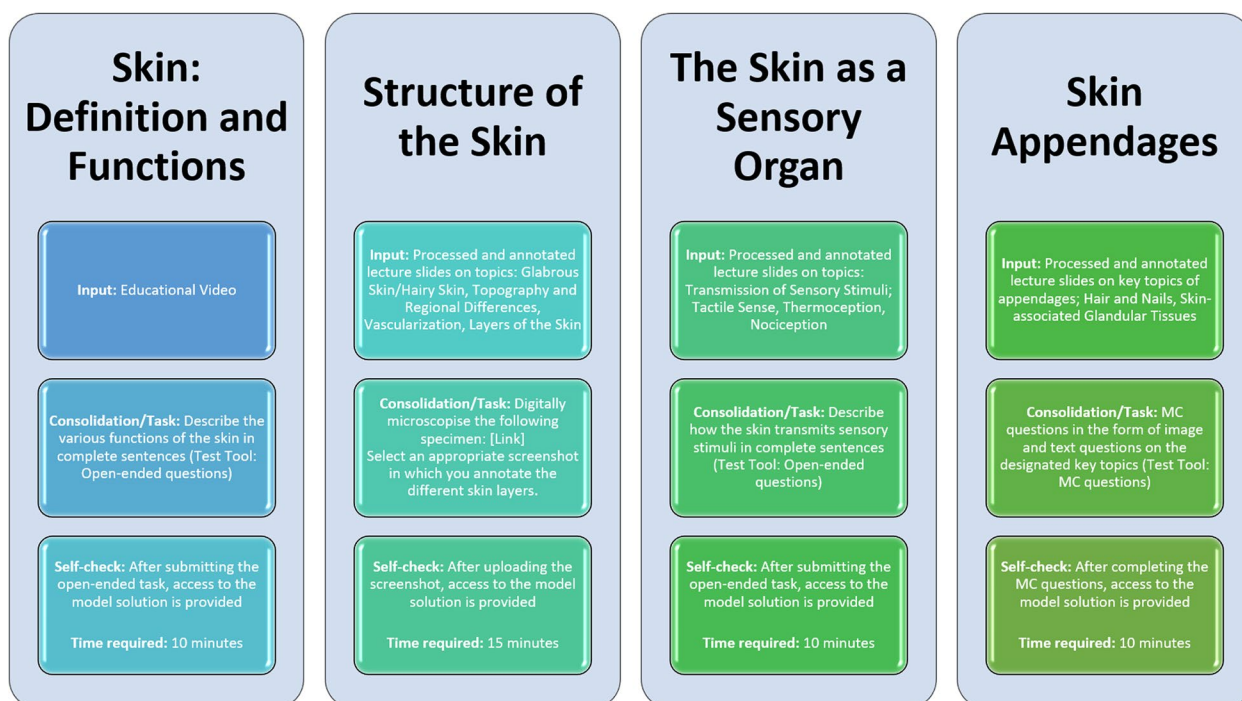 Skin:
Definition and
Functions
Input: Educational Video
Consolidation/Task: Describe
the various functions of the skin in
complete sentences (Test Tool:
Open-ended questions)
Self-check: After submitting the
open-ended task, access to the
model solution is provided
Time required: 10 minutes
Structure of
the Skin
Input: Processed and annotated
lecture slides on topics: Glabrous
Skin/Hairy Skin, Topography and
Regional Differences,
Vascularization, Layers of the Skin
Consolidation/Task: Digitally
microscopise the following
specimen: [Link]
Select an appropriate screenshot
in which you annotate the
different skin layers.
Self-check: After uploading the
screenshot, access to the model
solution is provided
Time required: 15 minutes
The Skin as a
Sensory
Organ
Input: Processed and annotated
lecture slides on topics:
Transmission of Sensory Stimuli;
Tactile Sense, Thermoception,
Nociception
Consolidation/Task: Describe
how the skin transmits sensory
stimuli in complete sentences
(Test Tool: Open-ended
questions)
Self-check: After submitting the
open-ended task, access to the
model solution is provided
Time required: 10 minutes
Skin
Appendages
Input: Processed and annotated
lecture slides on key topics of
appendages; Hair and Nails, Skin-
associated Glandular Tissues
Consolidation/Task: MC
questions in the form of image
and text questions on the
designated key topics (Test Tool:
MC questions)
Self-check: After completing the
MC questions, access to the
model solution is provided
Time required: 10 minutes